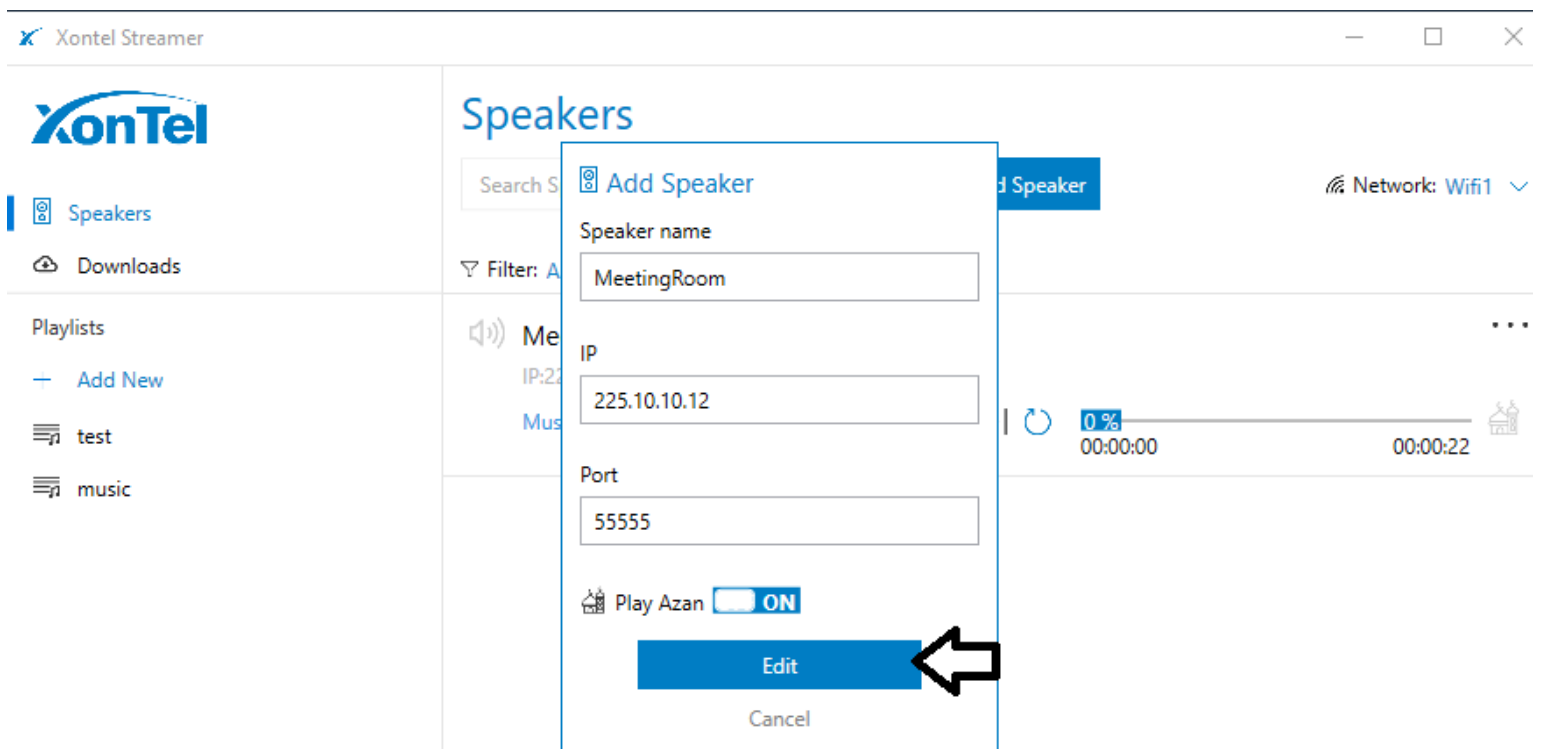 Xontel Streamer
XonTel
Speakers
Downloads
Playlists
Add New
test
music
Speakers
Search S
d Speaker
Network: Wifi1
Filter: A
Me
IP:22
Mus
0 %
00:00:00
00:00:22
Add Speaker
Speaker name
MeetingRoom
IP
225.10.10.12
Port
55555
Play Azan ON
Edit
Cancel